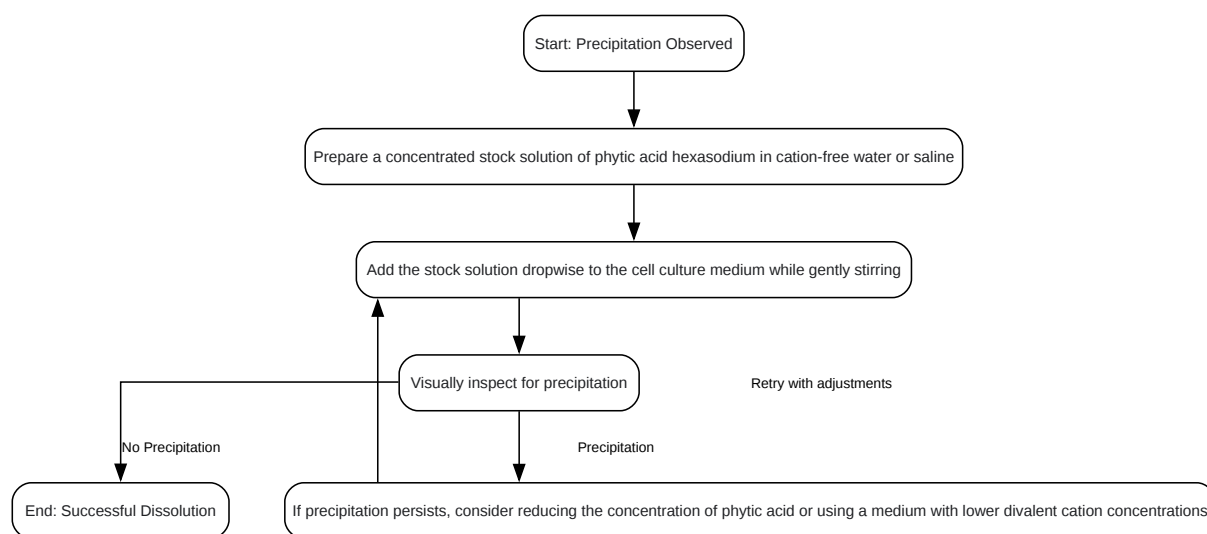 Start: Precipitation Observed
Prepare a concentrated stock solution of phytic acid hexasodium in cation-free water or saline
Add the stock solution dropwise to the cell culture medium while gently stirring
Visually inspect for precipitation
Retry with adjustments
No Precipitation
Precipitation
End: Successful Dissolution
If precipitation persists, consider reducing the concentration of phytic acid or using a medium with lower divalent cation concentrations